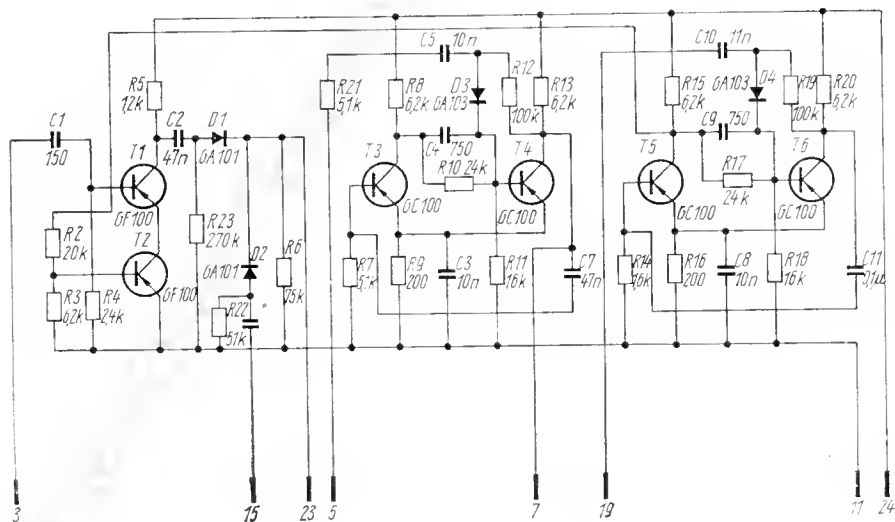 C5 10n
C10 11n
R5
1,2k
C2
47n
D1
GA101
R21
5,1k
R8
6,2k
D3
GA103
R12
100k
R13
6,2k
R15
6,2k
D4
GA103
R19
100k
R20
6,2k
C1
150
T1
GF100
T3
GC100
C4 750
R10 24k
T4
GC100
T5
GC100
C9 750
R17
24k
T6
GC100
R2
20k
T2
GF100
R23
270k
D2
GA101
R6
75k
R3
6,2k
R4
2,4k
R22
51k
R7
5,1k
R9
200
C3
10n
R11
16k
C7
47n
R14
1,6k
R16
200
C8
10n
R18
16k
C11
0,1µ
3
15
23
5
7
19
11
24